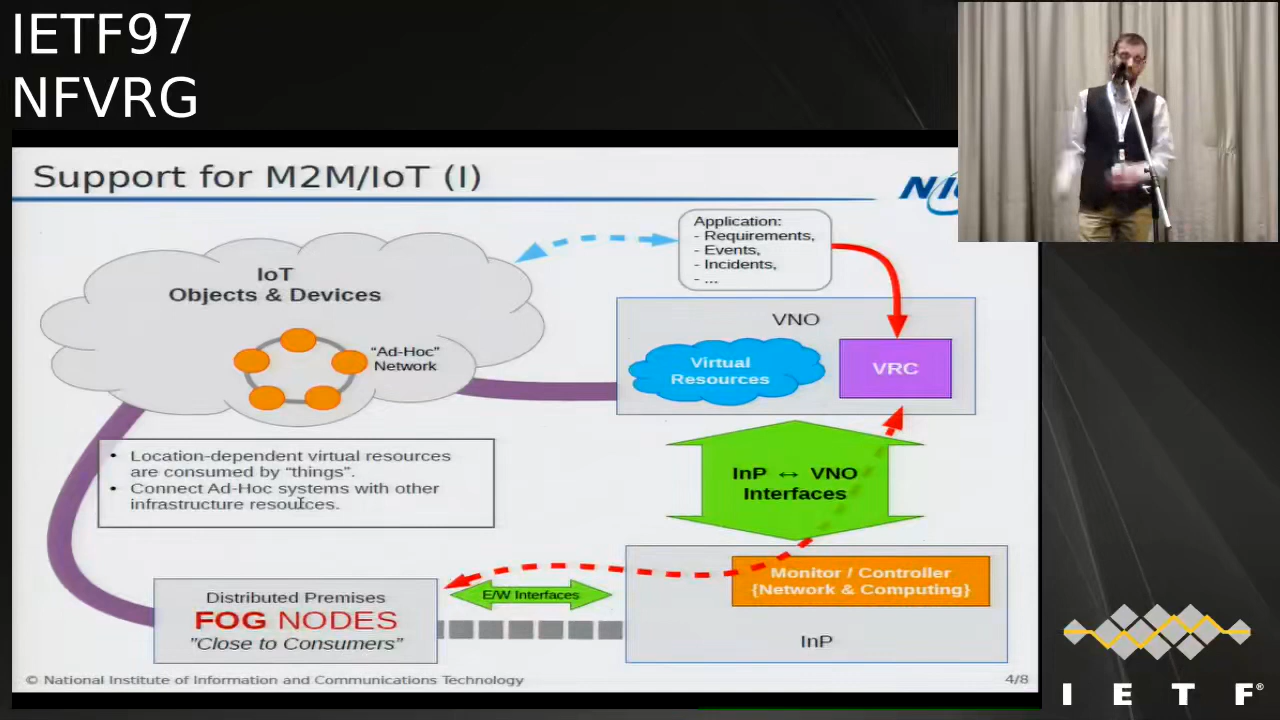 IETF97
NFVRG
Support for M2M/IoT (I)
Application:
- Requirements,
- Events,
- Incidents,
- ...
IoT
Objects & Devices
"Ad-Hoc"
Network
VNO
Virtual
Resources
VRC
• Location-dependent virtual resources
are consumed by "things".
• Connect Ad-Hoc systems with other
infrastructure resources.
InP ↔ VNO
Interfaces
Distributed Premises
FOG NODES
"Close to Consumers"
E/W Interfaces
Monitor / Controller
{Network & Computing}
InP
© National Institute of Information and Communications Technology
4/8
I E T F®